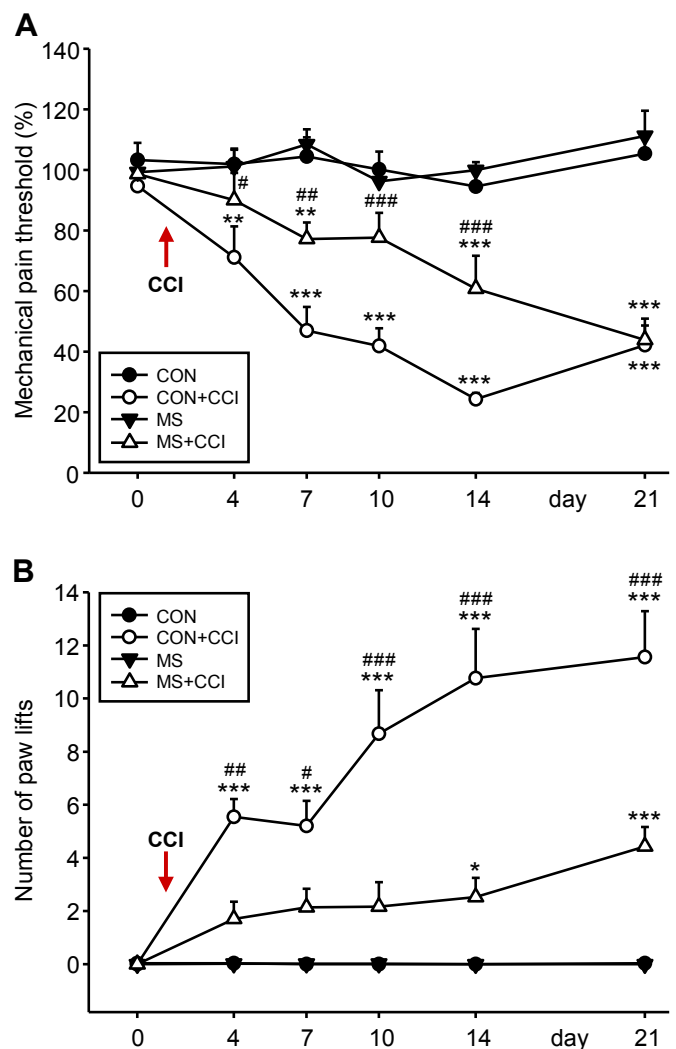 A
Mechanical pain threshold (%)
140
120
100
80
60
40
20
0
#
**
##
**
###
###
***
***
***
***
***
***
CCI
CON
CON+CCI
MS
MS+CCI
0 4 7 10 14 day 21
B
Number of paw lifts
14
12
10
8
6
4
2
0
CON
CON+CCI
MS
MS+CCI
###
***
###
***
###
***
##
***
#
***
CCI
*
***
0 4 7 10 14 day 21